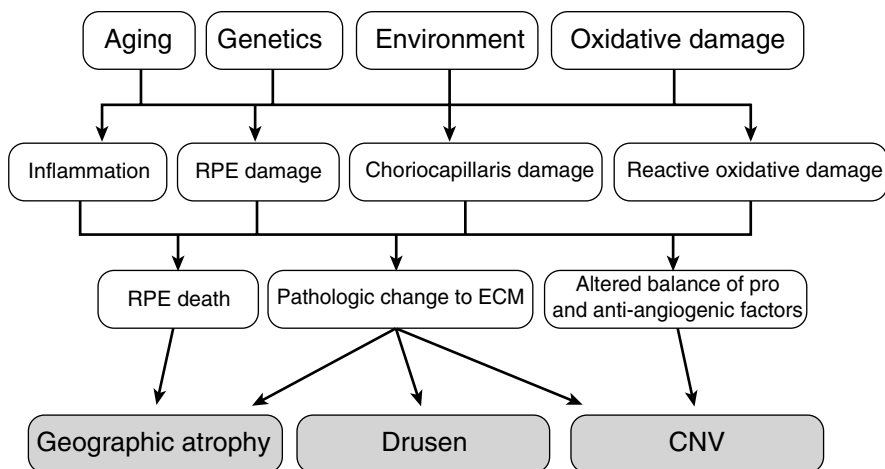 Aging
Genetics
Environment
Oxidative damage
Inflammation
RPE damage
Choriocapillaris damage
Reactive oxidative damage
RPE death
Pathologic change to ECM
Altered balance of pro
and anti-angiogenic factors
Geographic atrophy
Drusen
CNV